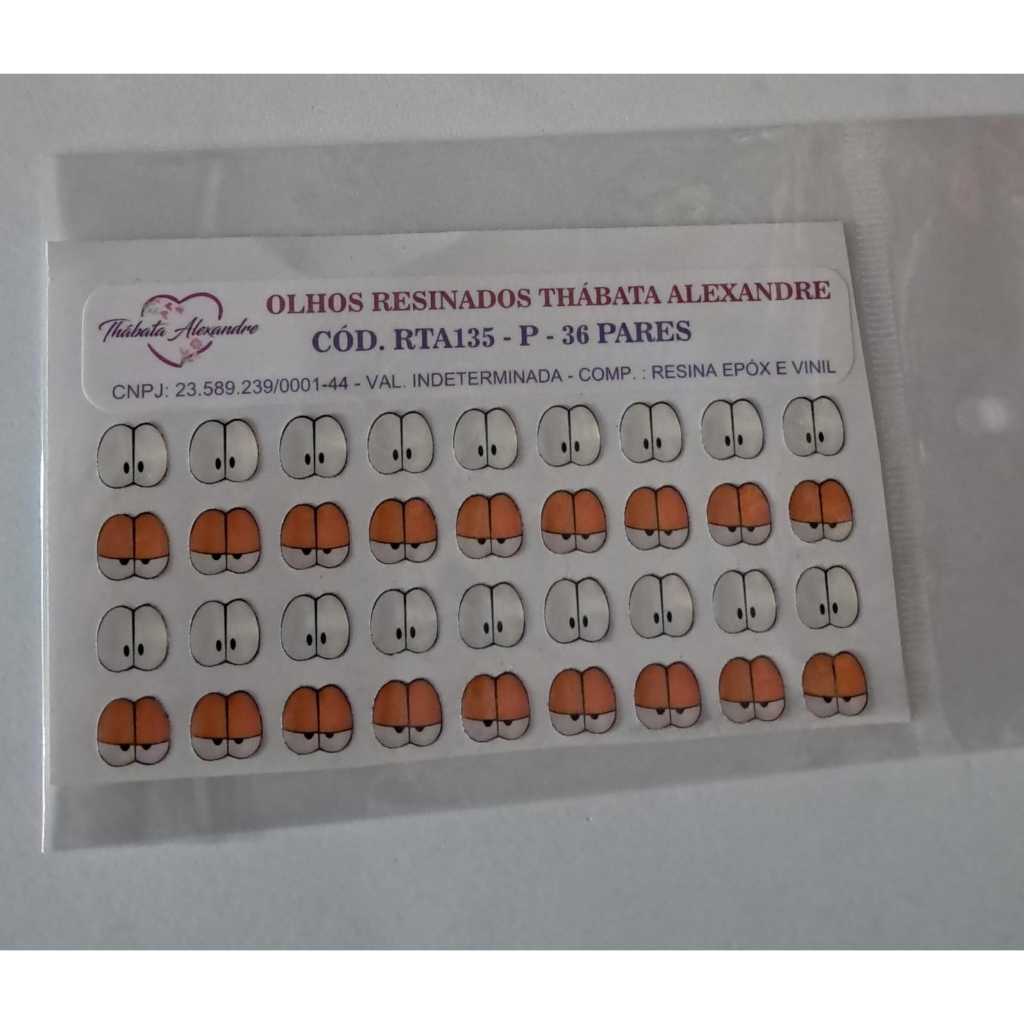 Thábata Alexandre
OLHOS RESINADOS THÁBATA ALEXANDRE
CÓD. RTA135 - P - 36 PARES
CNPJ: 23.589.239/0001-44 - VAL. INDETERMINADA - COMP. : RESINA EPÓX E VINIL